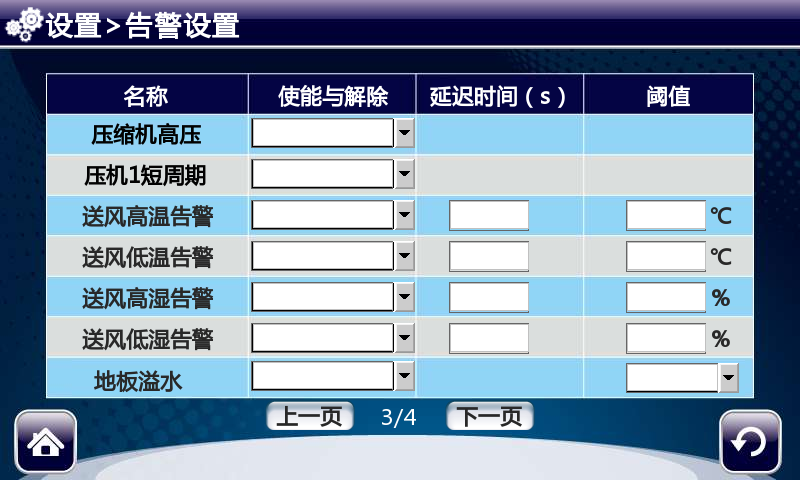 设置>告警设置
名称 使能与解除 延迟时间（s） 阈值
压缩机高压
压机1短周期
送风高温告警 ℃
送风低温告警 ℃
送风高湿告警 %
送风低湿告警 %
地板溢水
上一页 3/4 下一页